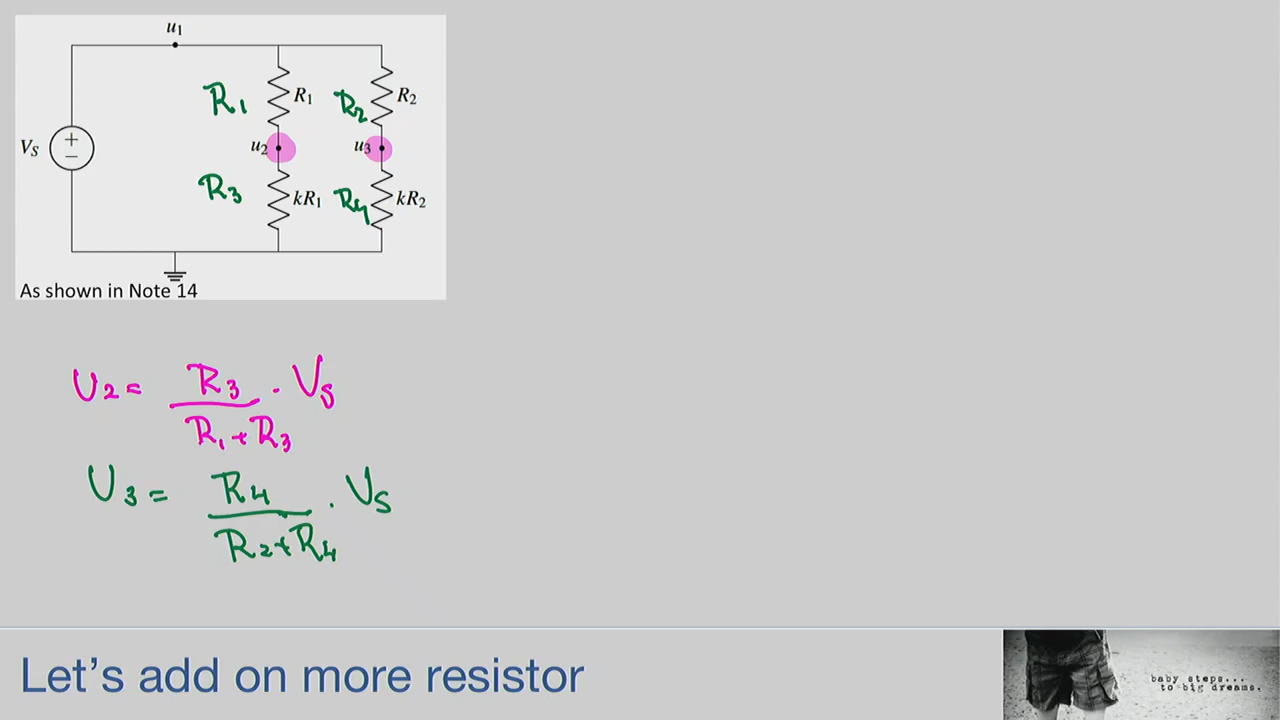 u1
R1 R1 R2 R2
VS + − u2 u3
R3 kR1 R4 kR2
As shown in Note 14
U2 = R3 / (R1 + R3) · VS
U3 = R4 / (R2 + R4) · VS
Let's add on more resistor
baby steps...
to big dreams.